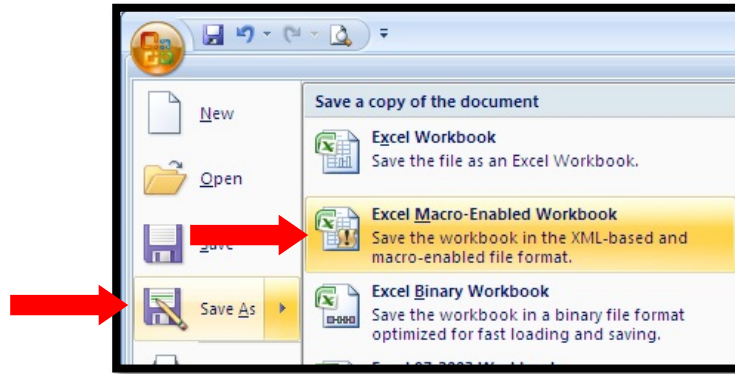 New
Open
Save As
Save a copy of the document
Excel Workbook
Save the file as an Excel Workbook.
Excel Macro-Enabled Workbook
Save the workbook in the XML-based and
macro-enabled file format.
Excel Binary Workbook
Save the workbook in a binary file format
optimized for fast loading and saving.